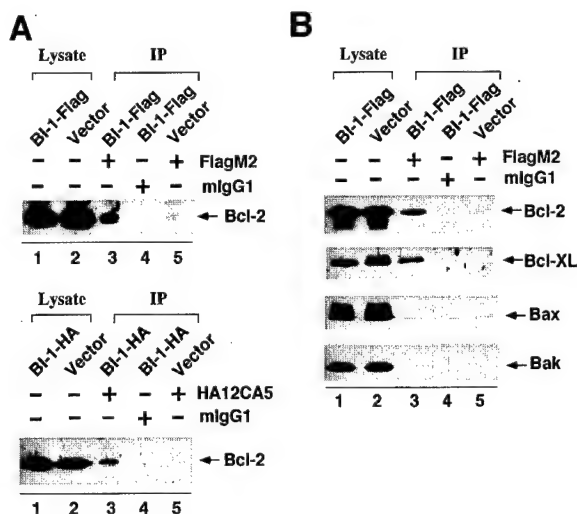 A
Lysate IP
BI-1-Flag Vector BI-1-Flag BI-1-Flag Vector
– – + – + FlagM2
– – – + – mIgG1
Bcl-2
1 2 3 4 5
Lysate IP
BI-1-HA Vector BI-1-HA BI-1-HA Vector
– – + – + HA12CA5
– – – + – mIgG1
Bcl-2
1 2 3 4 5
B
Lysate IP
BI-1-Flag Vector BI-1-Flag BI-1-Flag Vector
– – + – + FlagM2
– – – + – mIgG1
Bcl-2
Bcl-XL
Bax
Bak
1 2 3 4 5